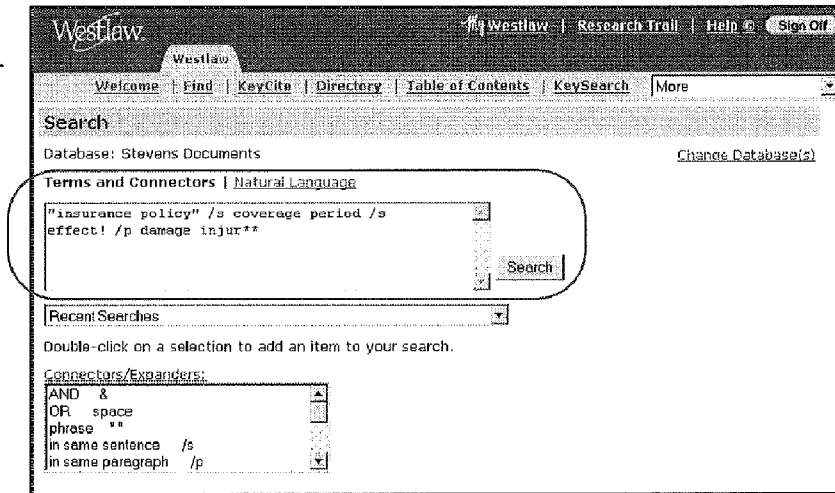 Westlaw.
Westlaw | Research Trail | Help Sign Off
Westlaw
Welcome | Find | KeyCite | Directory | Table of Contents | KeySearch More
Search
Database: Stevens Documents Change Database(s)
Terms and Connectors | Natural Language
"insurance policy" /s coverage period /s
effect! /p damage injur**
Search
Recent Searches
Double-click on a selection to add an item to your search.
Connectors/Expanders:
AND &
OR space
phrase ""
in same sentence /s
in same paragraph /p